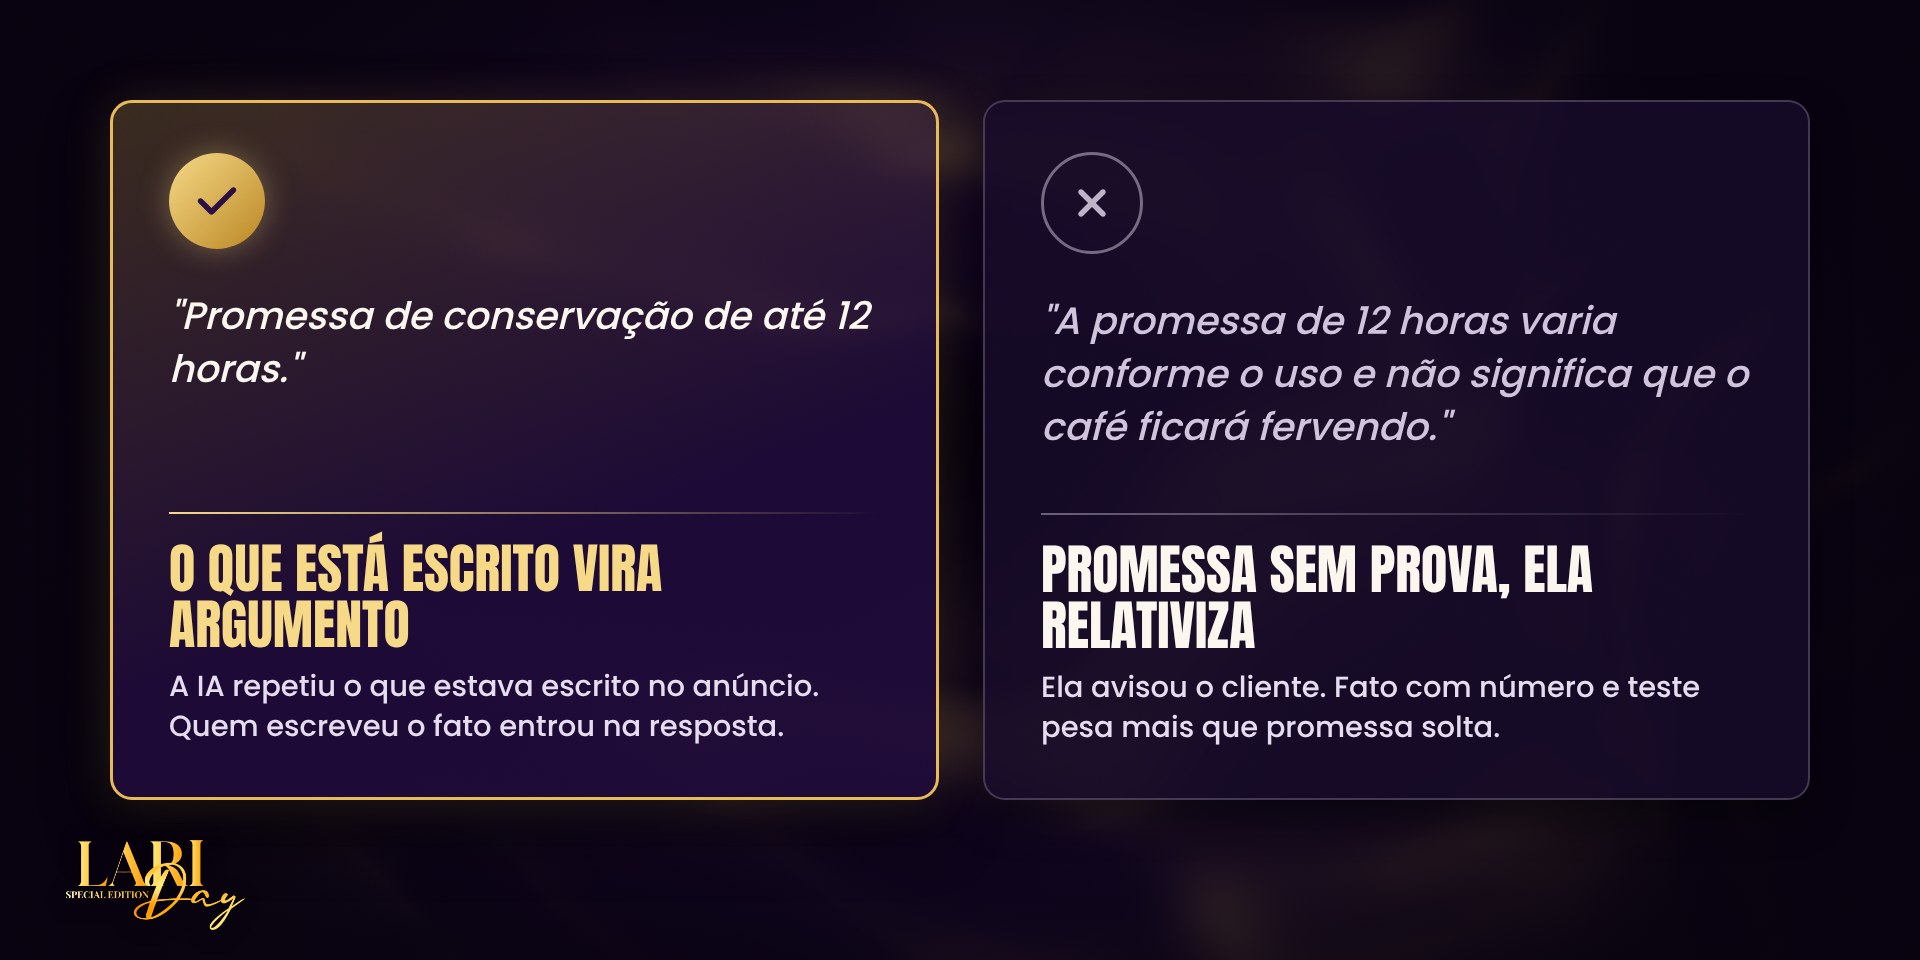 "Promessa de conservação de até 12
horas."
O QUE ESTÁ ESCRITO VIRA
ARGUMENTO
A IA repetiu o que estava escrito no anúncio.
Quem escreveu o fato entrou na resposta.
"A promessa de 12 horas varia
conforme o uso e não significa que o
café ficará fervendo."
PROMESSA SEM PROVA, ELA
RELATIVIZA
Ela avisou o cliente. Fato com número e teste
pesa mais que promessa solta.
LABI
SPECIAL EDITION
Day